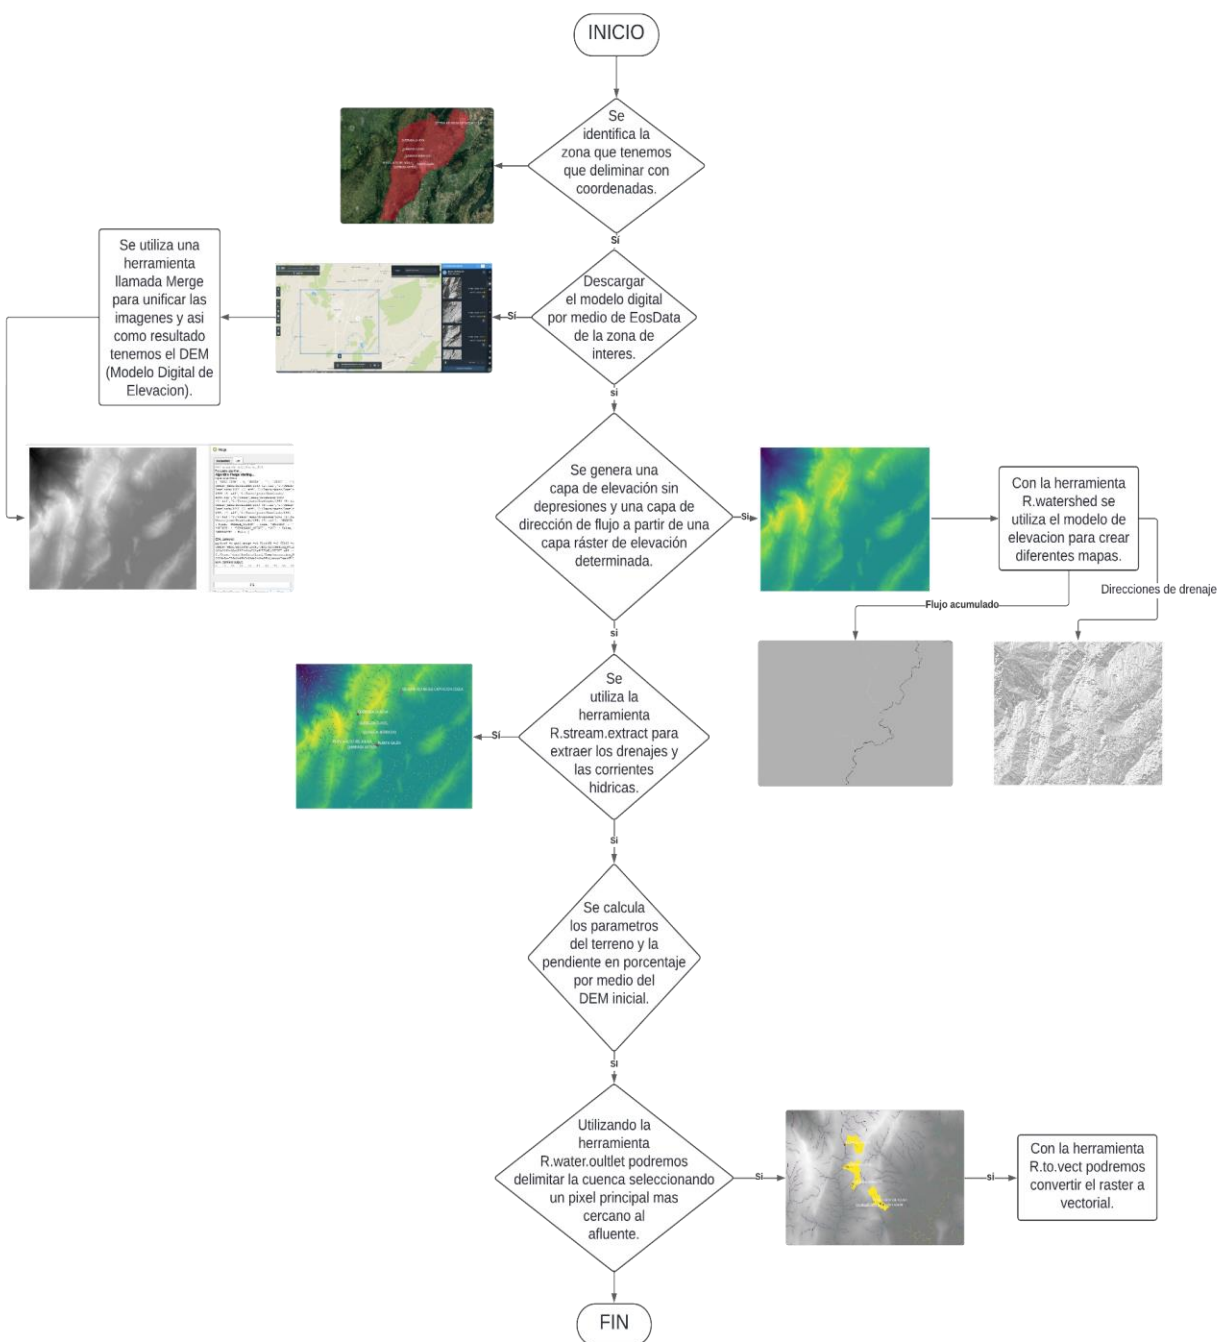 INICIO
Se
identifica la
zona que tenemos
que deliminar con
coordenadas.
Sí
Se utiliza una
herramienta
llamada Merge
para unificar las
imagenes y asi
como resultado
tenemos el DEM
(Modelo Digital de
Elevacion).
Descargar
el modelo digital
por medio de EosData
de la zona de
interes.
Sí
si
Se genera una
capa de elevación sin
depresiones y una capa de
dirección de flujo a partir de una
capa ráster de elevación
determinada.
Si
Con la herramienta
R.watershed se
utiliza el modelo de
elevacion para crear
diferentes mapas.
Flujo acumulado
Direcciones de drenaje
si
Se
utiliza la
herramienta
R.stream.extract para
extraer los drenajes y
las corrientes
hidricas.
Sí
Si
Se calcula
los parametros
del terreno y la
pendiente en porcentaje
por medio del
DEM inicial.
SI
Utilizando la
herramienta
R.water.oultlet podremos
delimitar la cuenca seleccionando
un pixel principal mas
cercano al
afluente.
Si
si
Con la herramienta
R.to.vect podremos
convertir el raster a
vectorial.
FIN